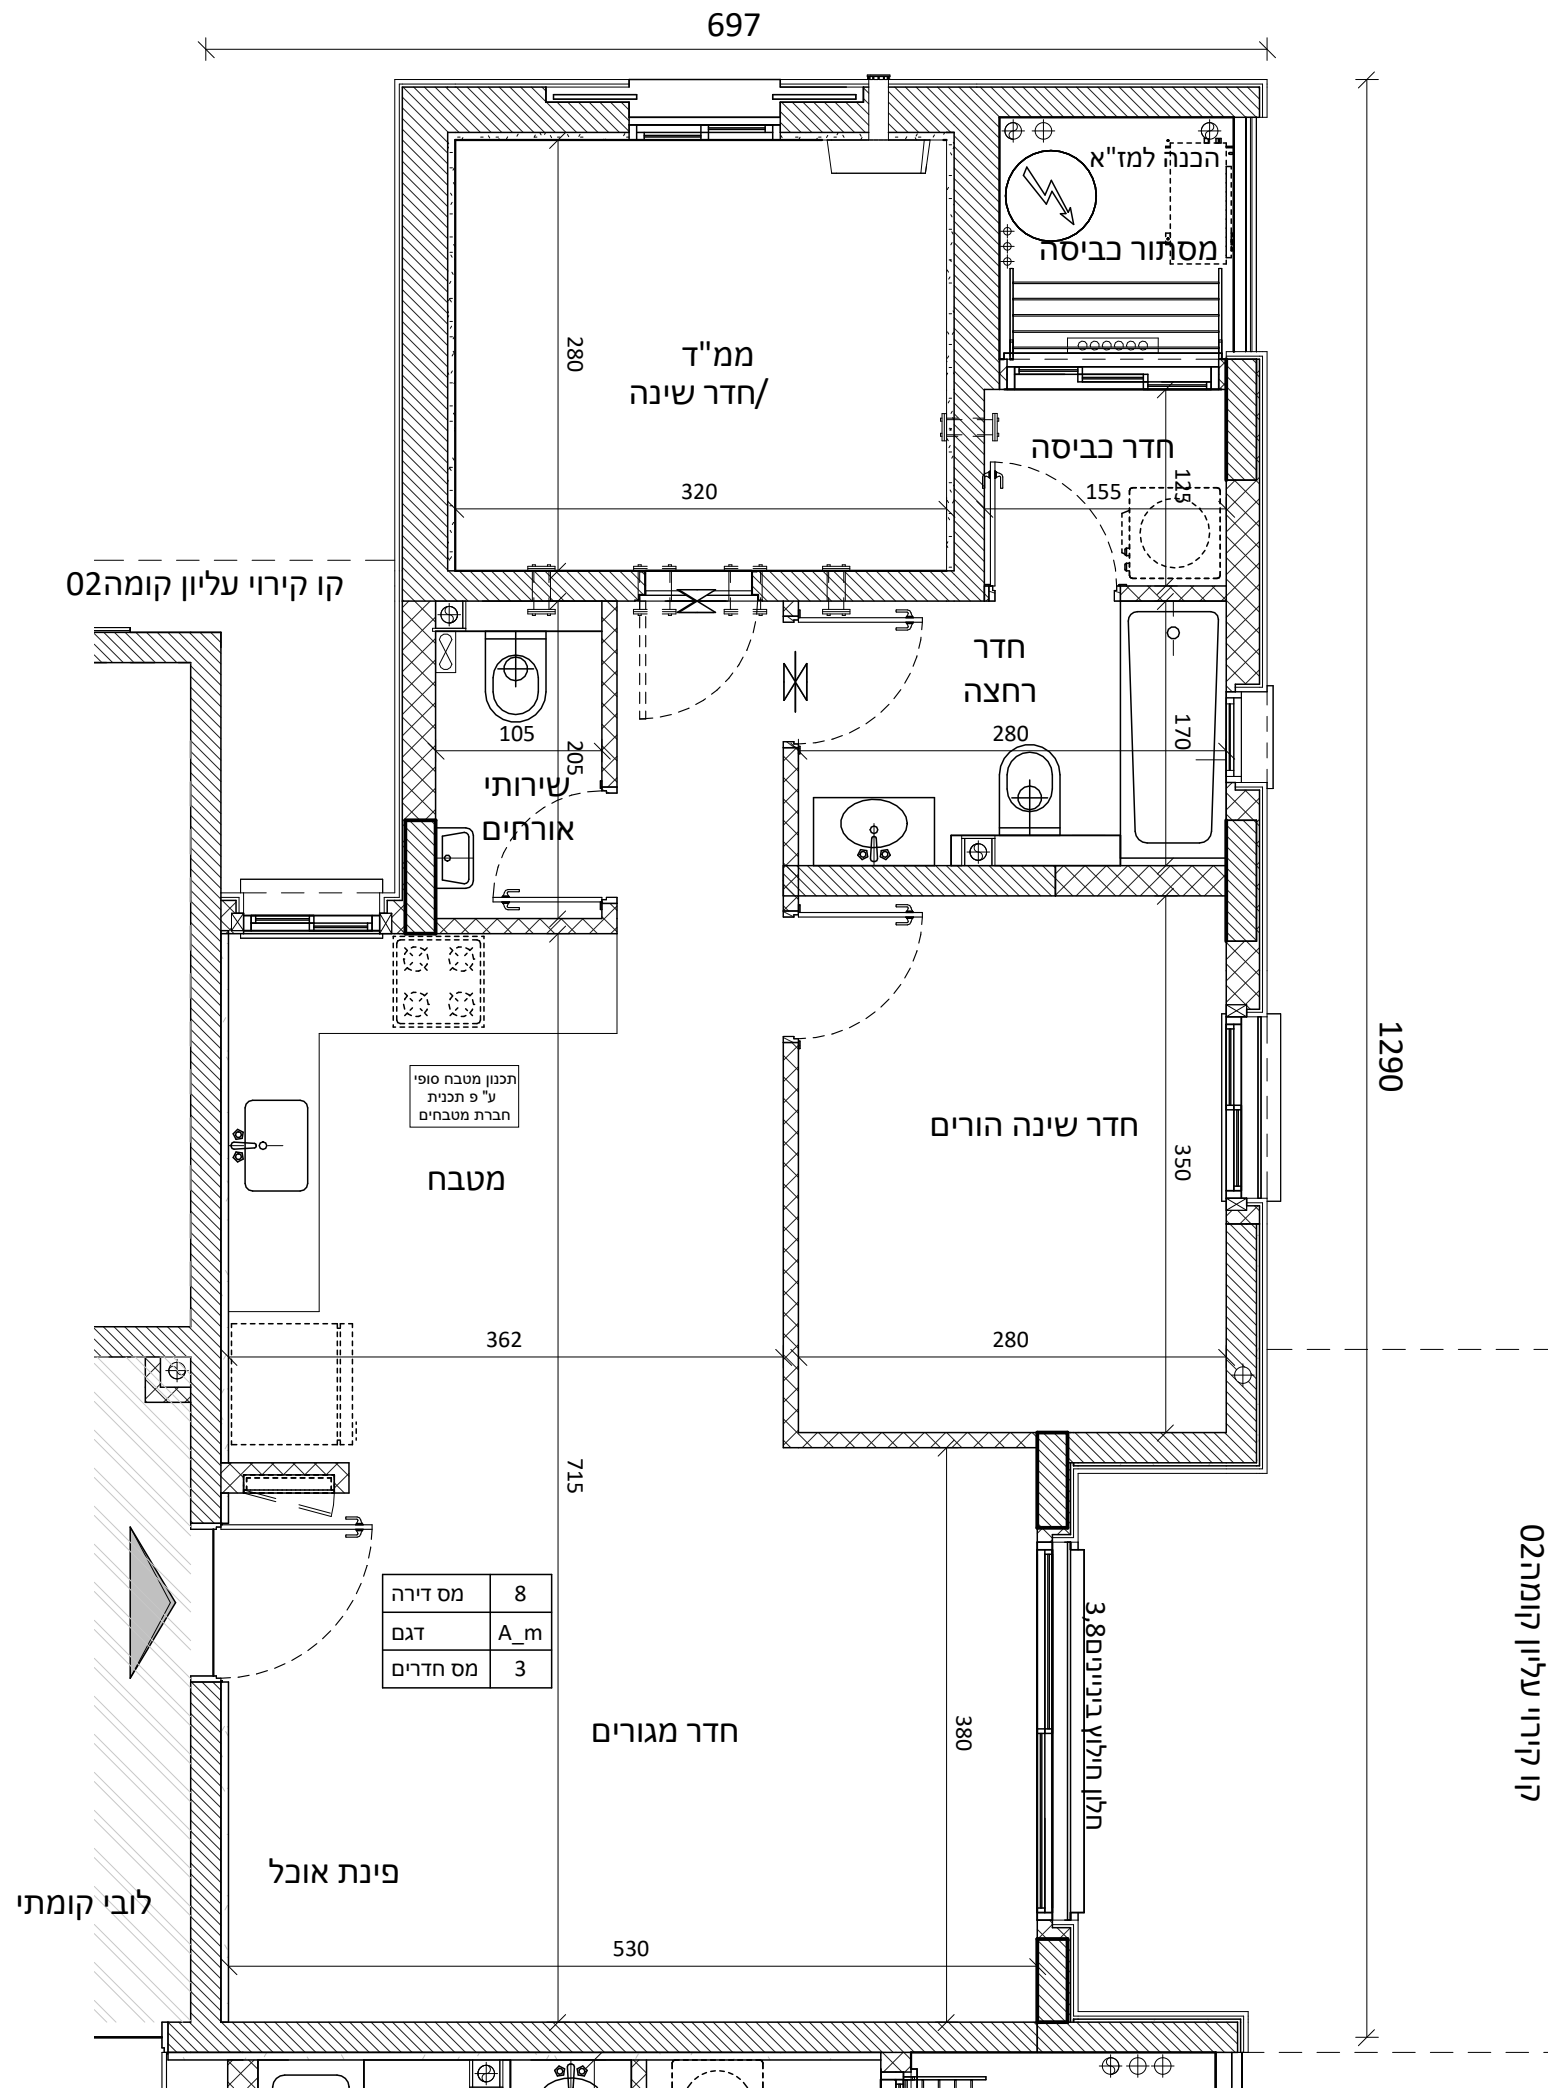 697
הכנה למז"א
מסתור כביסה
280
ממ"ד
/חדר שינה
חדר כביסה
320
155
125
קו קירוי עליון קומה02
חדר
רחצה
105
205
280
170
שירותי
אורחים
1290
תכנון מטבח סופי
ע" פ תכנית
חברת מטבחים
חדר שינה הורים
350
מטבח
362
280
715
מס דירה 8
דגם A_m
מס חדרים 3
חלון חילוץ ביניינים3,8
קו קירוי עליון קומה02
חדר מגורים
380
פינת אוכל
לובי קומתי
530